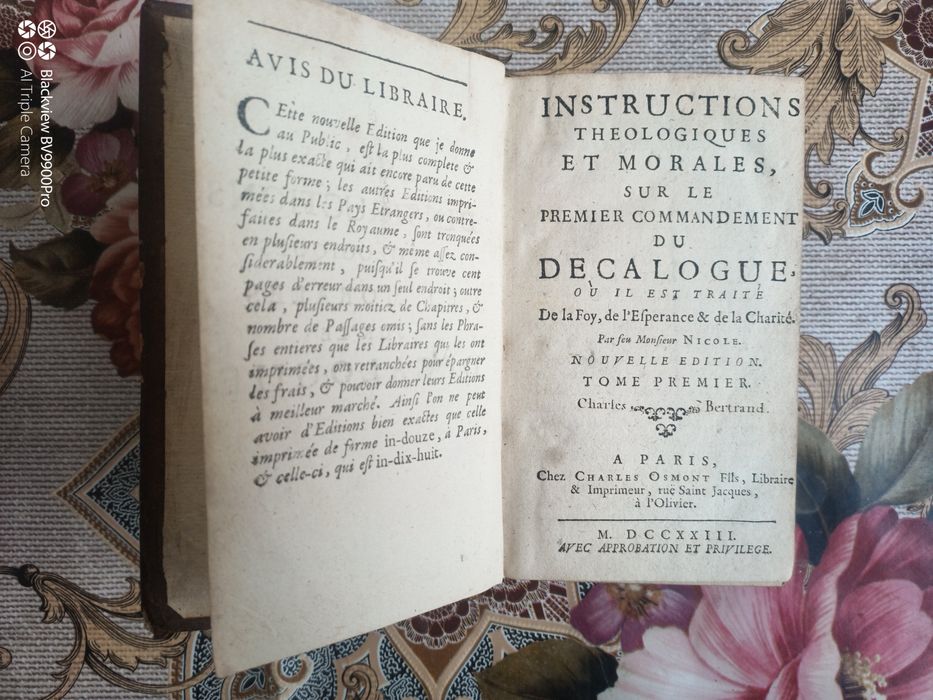 AVIS DU LIBRAIRE.
CEtte nouvelle Edition que je donne
au Public, est la plus complete &
la plus exacte qui ait encore paru de cette
petite forme; les autres Editions impri-
mées dans les Pays Etrangers, ou contre-
faites dans le Royaume, sont tronquées
en plusieurs endroits, & même assez con-
siderablement, puisqu'il se trouve cent
pages d'erreur dans un seul endroit; outre
cela, plusieurs moitiez de Chapitres, &
nombre de Passages omis; sans les Phra-
ses entieres que les Libraires qui les ont
imprimées, ont retranchées pour épargner
les frais, & pouvoir donner leurs Editions
à meilleur marché. Ainsi l'on ne peut
avoir d'Editions bien exactes que celle
imprimée de forme in-douze, à Paris,
& celle-ci, qui est in-dix-huit.
INSTRUCTIONS
THEOLOGIQUES
ET MORALES,
SUR LE
PREMIER COMMANDEMENT
DU
DECALOGUE,
OÙ IL EST TRAITÉ
De la Foy, de l'Esperance & de la Charité.
Par feu Monsieur NICOLE.
NOUVELLE EDITION.
TOME PREMIER.
Charles Bertrand.
A PARIS,
Chez CHARLES OSMONT Fils, Libraire
& Imprimeur, ruë Saint Jacques,
à l'Olivier.
M. DCCXXIII.
AVEC APPROBATION ET PRIVILEGE.
Blackview BV9900Pro
AI Triple Camera